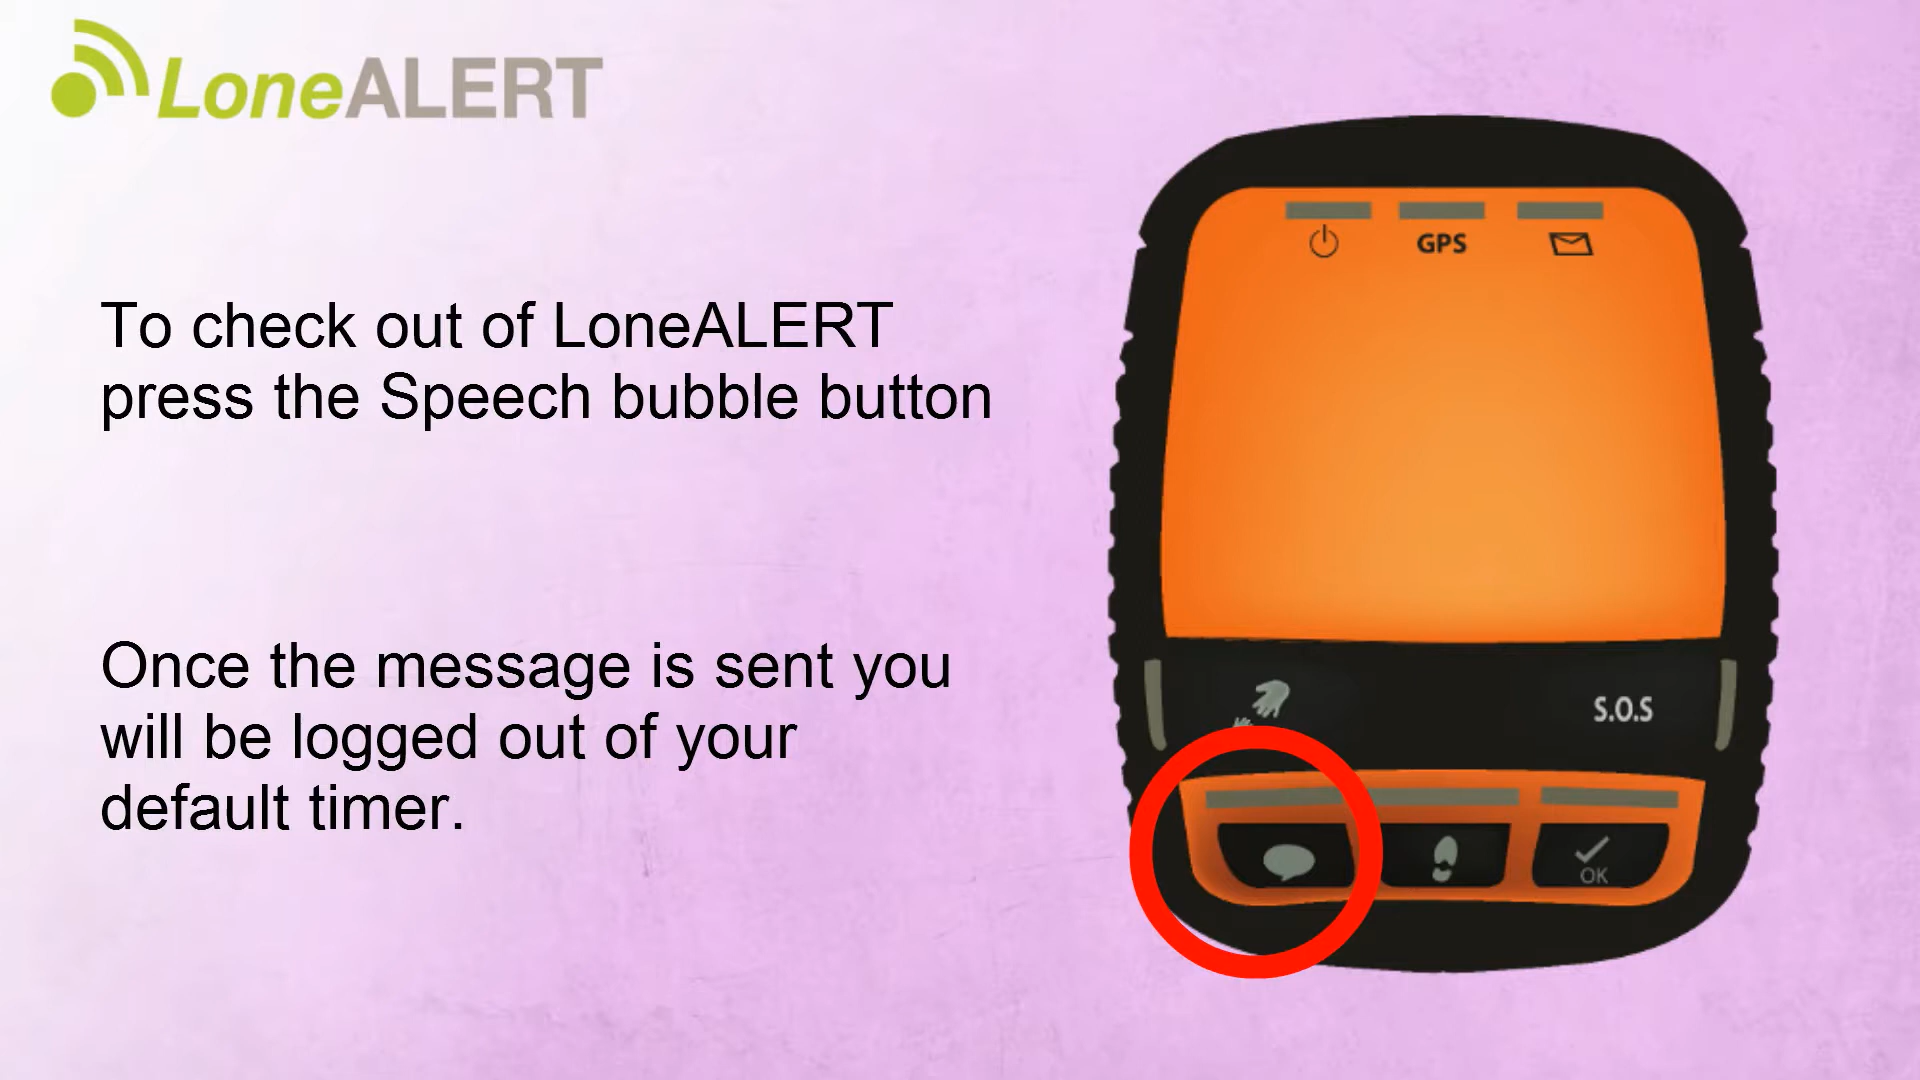 LoneALERT
To check out of LoneALERT
press the Speech bubble button
Once the message is sent you
will be logged out of your
default timer.
GPS
S.O.S
OK